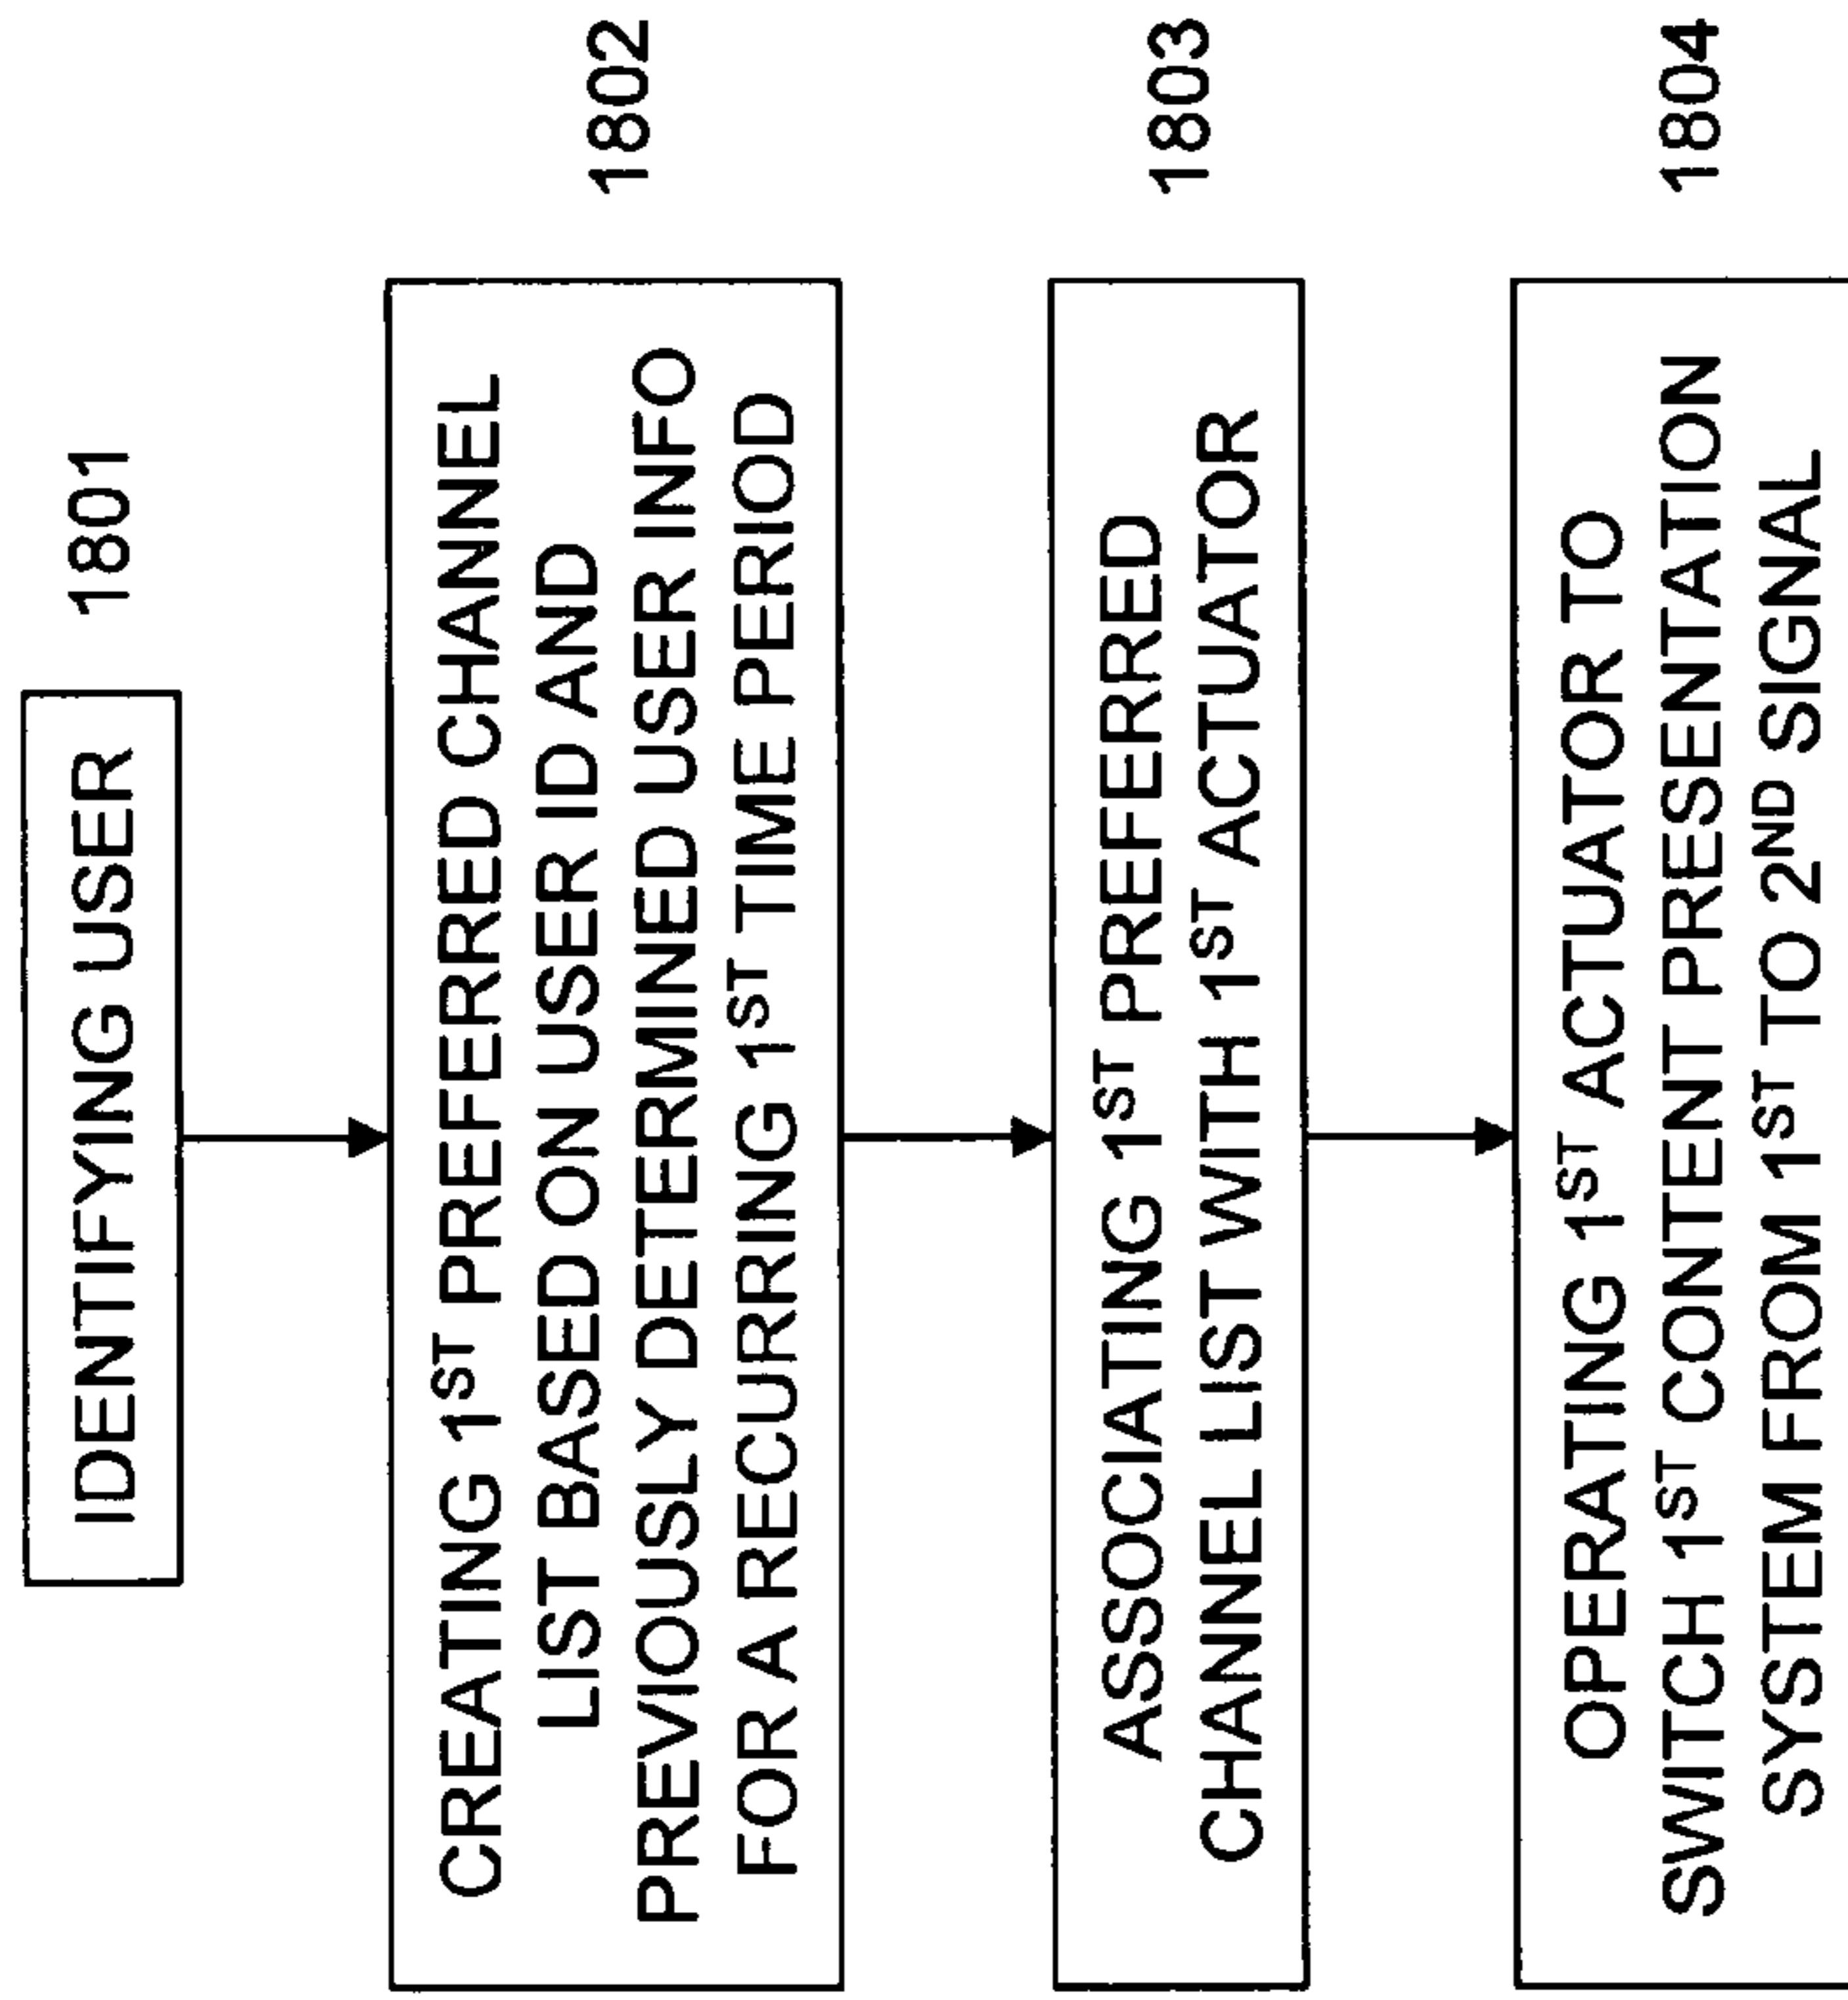 IDENTIFYING USER
1801
CREATING 1ST PREFERRED CHANNEL
LIST BASED ON USER ID AND
PREVIOUSLY DETERMINED USER INFO
FOR A RECURRING 1ST TIME PERIOD
1802
ASSOCIATING 1ST PREFERRED
CHANNEL LIST WITH 1ST ACTUATOR
1803
OPERATING 1ST ACTUATOR TO
SWITCH 1ST CONTENT PRESENTATION
SYSTEM FROM 1ST TO 2ND SIGNAL
1804